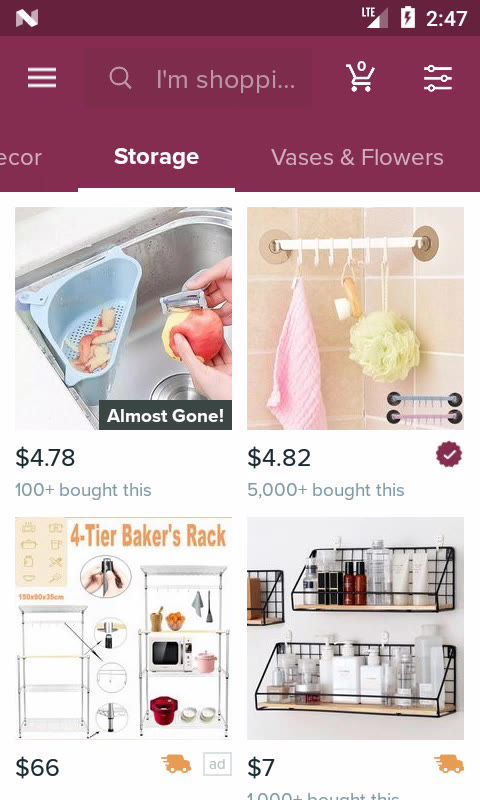 LTE
2:47
I'm shoppi...
0
ecor
Storage
Vases & Flowers
Almost Gone!
$4.78
100+ bought this
$4.82
5,000+ bought this
4-Tier Baker's Rack
150x90x35cm
$66
ad
$7
1,000+ bought this